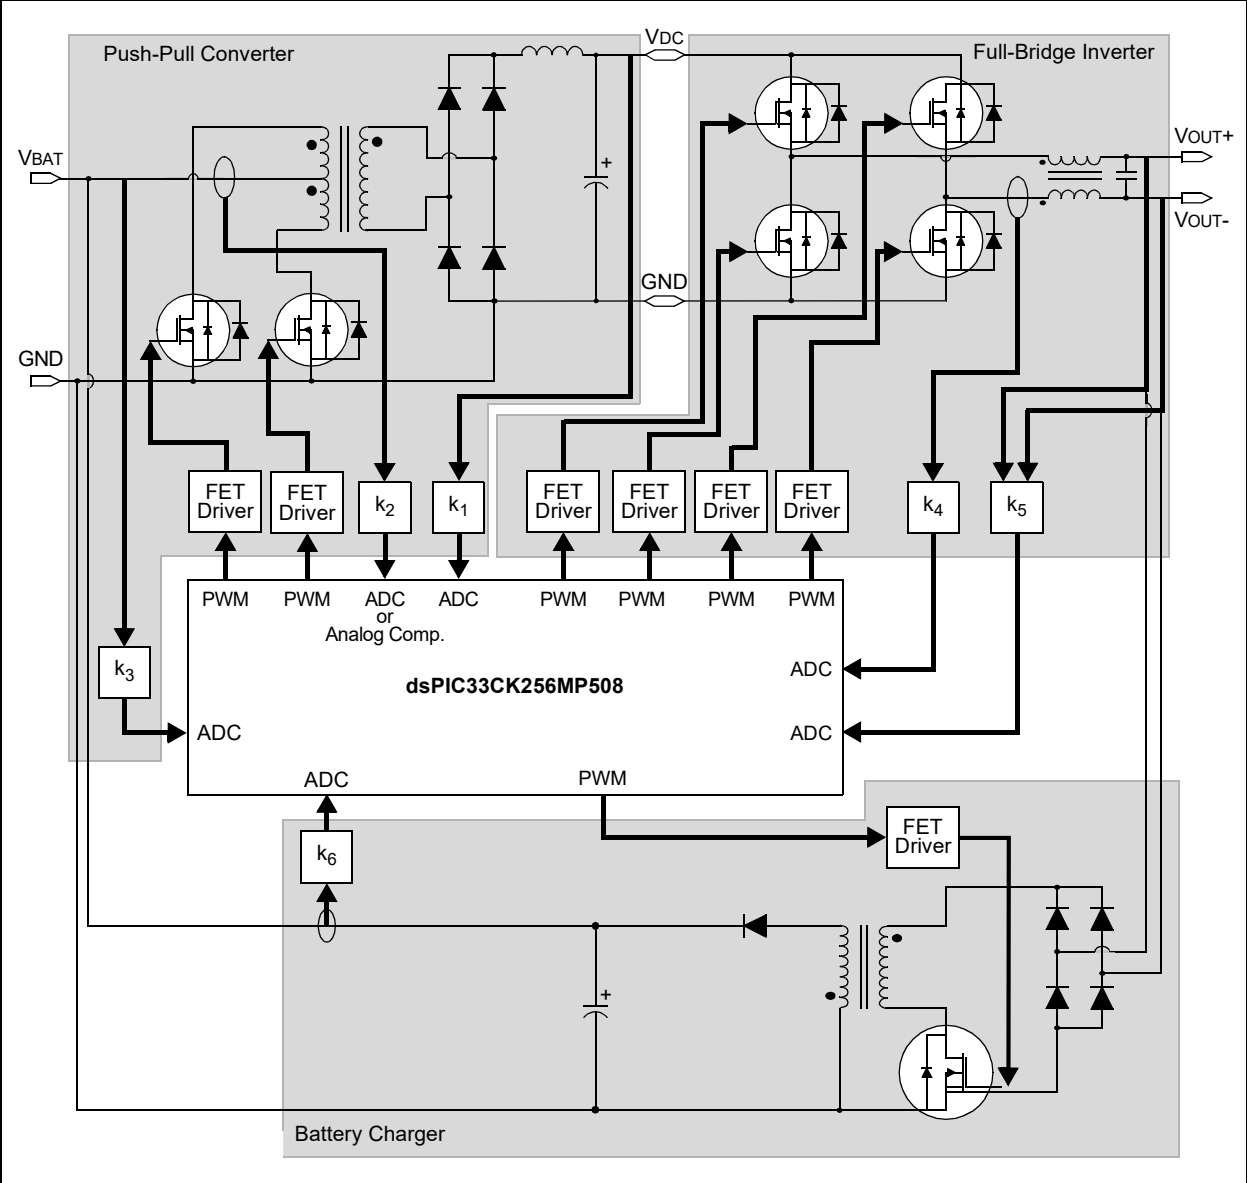 Push-Pull Converter
VDC
Full-Bridge Inverter
VBAT
+
VOUT+
VOUT-
GND
GND
FET
Driver
FET
Driver
k2
k1
FET
Driver
FET
Driver
FET
Driver
FET
Driver
k4
k5
PWM
PWM
ADC
or
Analog Comp.
ADC
PWM
PWM
PWM
PWM
k3
ADC
dsPIC33CK256MP508
ADC
ADC
ADC
PWM
k6
FET
Driver
+
Battery Charger